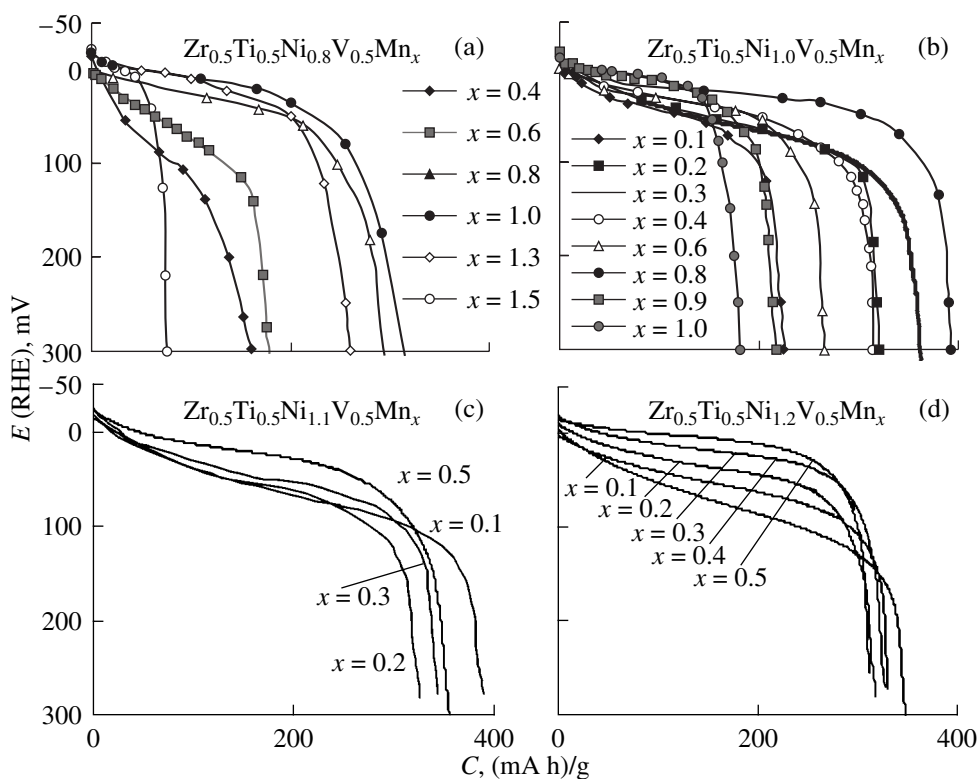 −50
0
100
200
300
Zr0.5Ti0.5Ni0.8V0.5Mnx
(a)
x = 0.4
x = 0.6
x = 0.8
x = 1.0
x = 1.3
x = 1.5
Zr0.5Ti0.5Ni1.0V0.5Mnx
(b)
x = 0.1
x = 0.2
x = 0.3
x = 0.4
x = 0.6
x = 0.8
x = 0.9
x = 1.0
E (RHE), mV
−50
0
100
200
300
Zr0.5Ti0.5Ni1.1V0.5Mnx
(c)
x = 0.5
x = 0.1
x = 0.3
x = 0.2
Zr0.5Ti0.5Ni1.2V0.5Mnx
(d)
x = 0.1
x = 0.2
x = 0.3
x = 0.4
x = 0.5
0
200
400
0
200
400
C, (mA h)/g